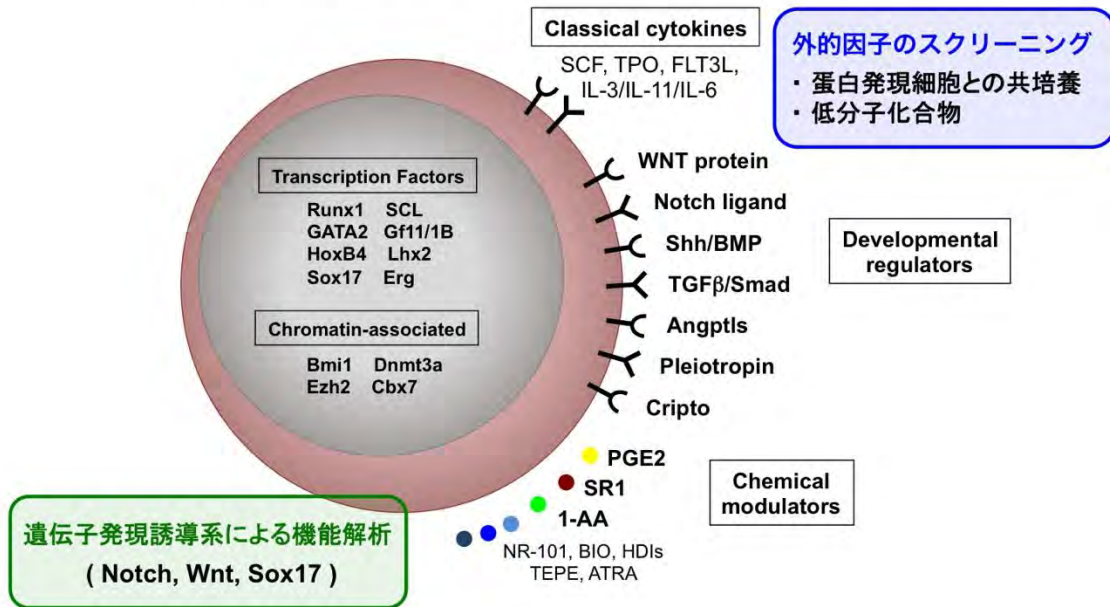 Classical cytokines
SCF, TPO, FLT3L,
IL-3/IL-11/IL-6
外的因子のスクリーニング
・ 蛋白発現細胞との共培養
・ 低分子化合物
Transcription Factors
Runx1 SCL
GATA2 Gf11/1B
HoxB4 Lhx2
Sox17 Erg
Chromatin-associated
Bmi1 Dnmt3a
Ezh2 Cbx7
WNT protein
Notch ligand
Shh/BMP
TGFβ/Smad
Angptls
Pleiotropin
Cripto
Developmental
regulators
PGE2
SR1
1-AA
NR-101, BIO, HDIs
TEPE, ATRA
Chemical
modulators
遺伝子発現誘導系による機能解析
( Notch, Wnt, Sox17 )